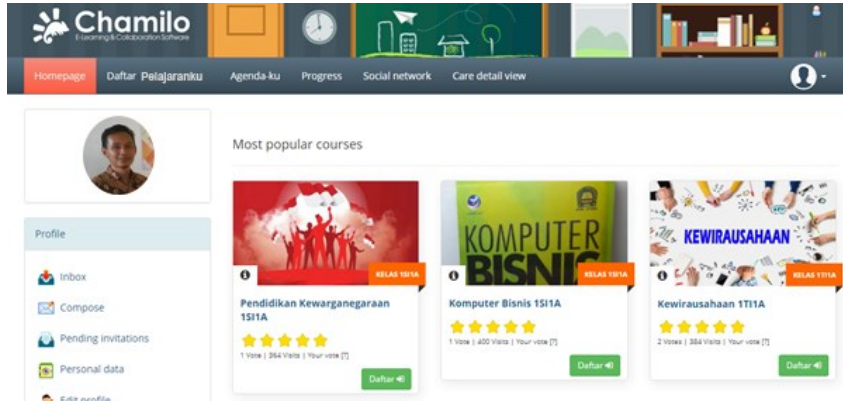 Chamilo
E-Learning & Collaboration Software
Homepage
Daftar Pelajaranku
Agenda-ku
Progress
Social network
Care detail view
Most popular courses
Profile
Inbox
Compose
Pending invitations
Personal data
Edit profile
KELAS 1SI1A
Pendidikan Kewarganegaraan
1SI1A
1 Vote | 364 Visits | Your vote [?]
Daftar
KOMPUTER
BISNIS
KELAS 1SI1A
Komputer Bisnis 1SI1A
1 Vote | 400 Visits | Your vote [?]
Daftar
KEWIRAUSAHAAN
KELAS 1TI1A
Kewirausahaan 1TI1A
2 Votes | 384 Visits | Your vote [?]
Daftar